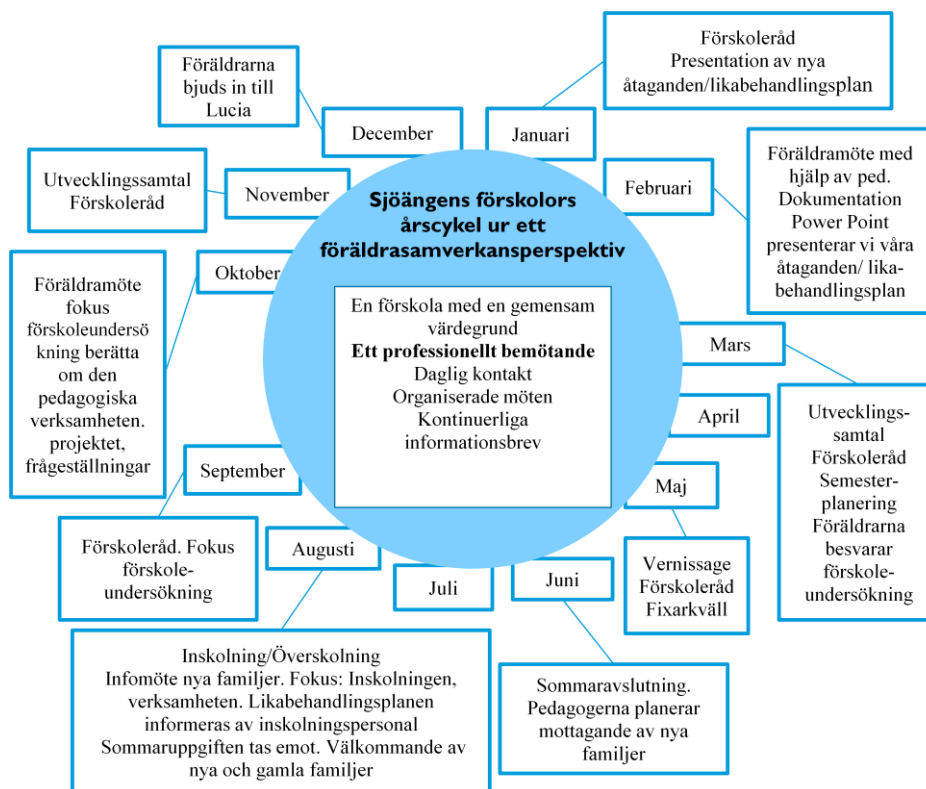 Sjöängens förskolors
årscykel ur ett
föräldrasamverkansperspektiv
En förskola med en gemensam
värdegrund
Ett professionellt bemötande
Daglig kontakt
Organiserade möten
Kontinuerliga
informationsbrev
Januari
Förskoleråd
Presentation av nya
åtaganden/likabehandlingsplan
Februari
Föräldramöte med
hjälp av ped.
Dokumentation
Power Point
presenterar vi våra
åtaganden/ lika-
behandlingsplan
Mars
Utvecklings-
samtal
Förskoleråd
Semester-
planering
Föräldrarna
besvarar
förskole-
undersökning
April
Maj
Vernissage
Förskoleråd
Fixarkväll
Juni
Sommaravslutning.
Pedagogerna planerar
mottagande av nya
familjer
Juli
Augusti
Inskolning/Överskolning
Infomöte nya familjer. Fokus: Inskolningen,
verksamheten. Likabehandlingsplanen
informeras av inskolningspersonal
Sommaruppgiften tas emot. Välkommande av
nya och gamla familjer
September
Förskoleråd. Fokus
förskole-
undersökning
Oktober
Föräldramöte
fokus
förskoleundersö
kning berätta
om den
pedagogiska
verksamheten.
projektet,
frågeställningar
November
Utvecklingssamtal
Förskoleråd
December
Föräldrarna
bjuds in till
Lucia